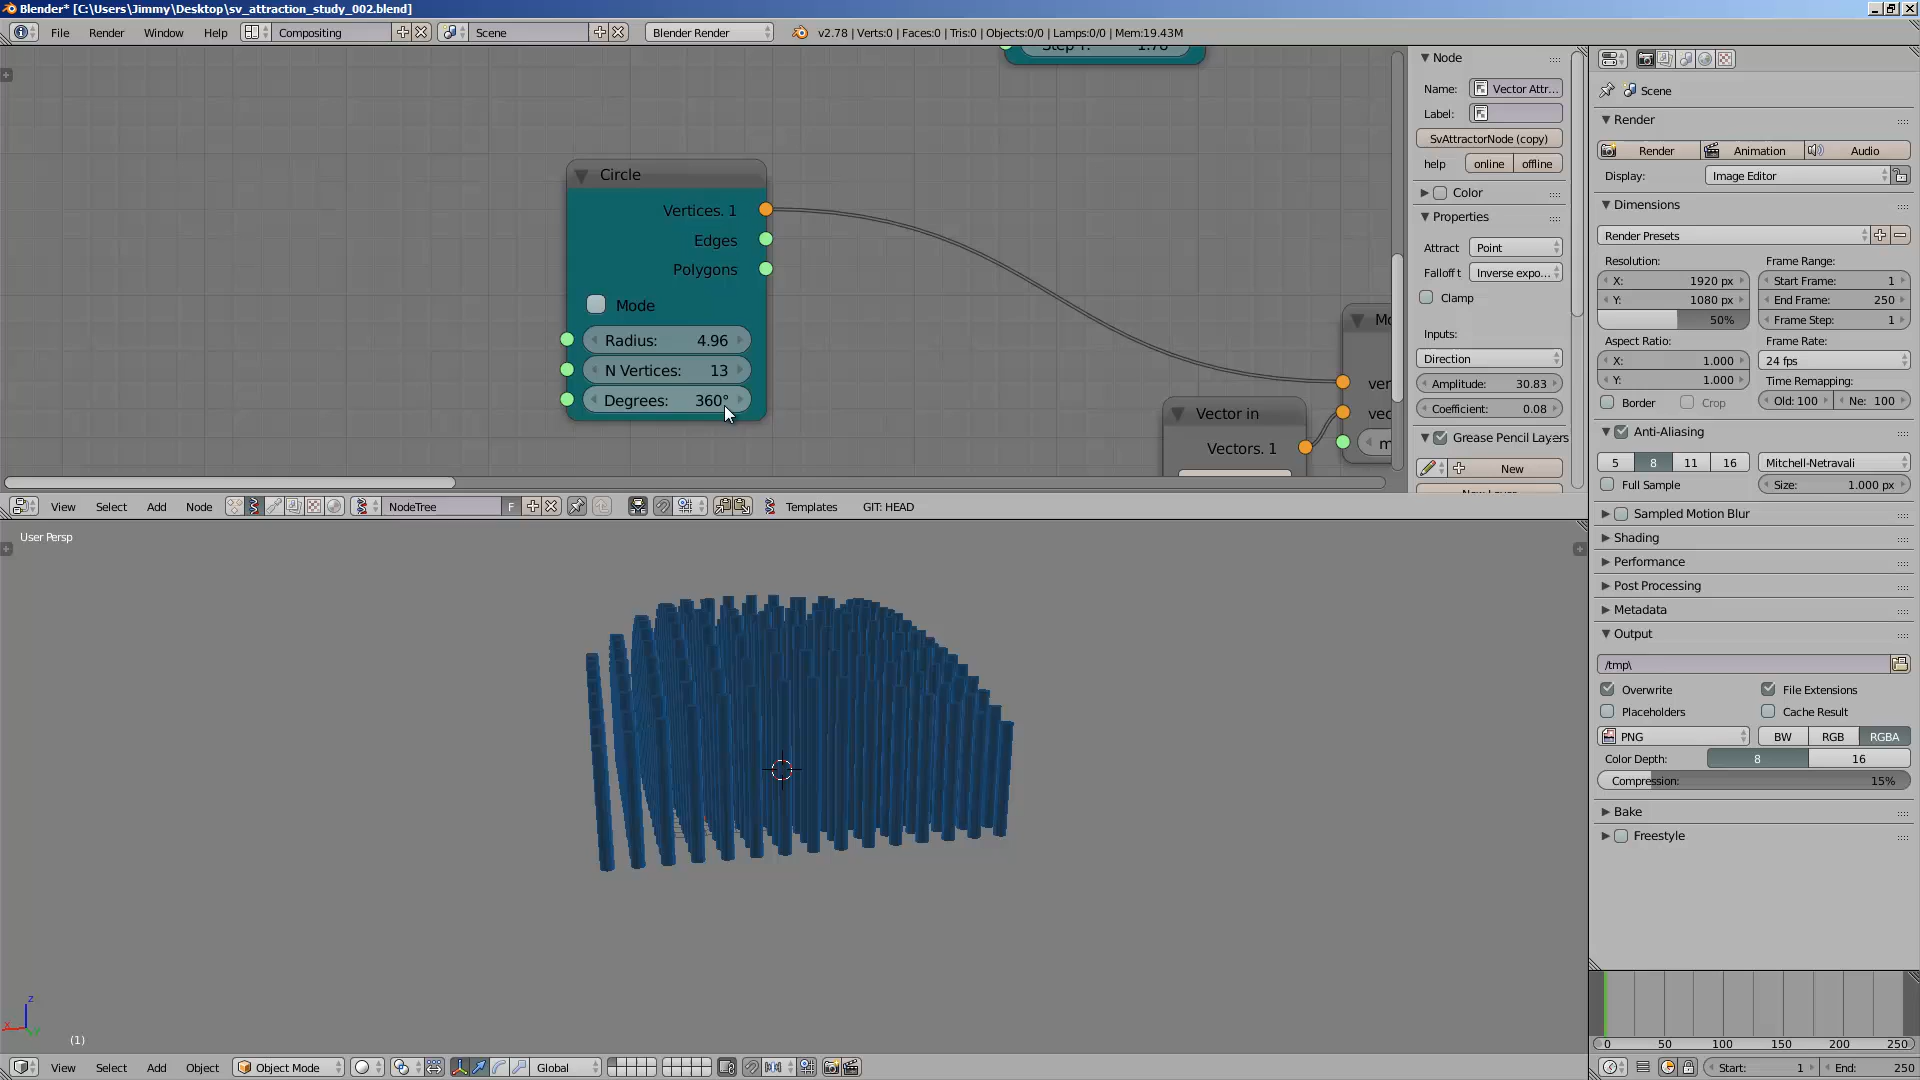 Blender* [C:\Users\Jimmy\Desktop\sv_attraction_study_002.blend]
File Render Window Help Compositing Scene Blender Render v2.78 | Verts:0 | Faces:0 | Tris:0 | Objects:0/0 | Lamps:0/0 | Mem:19.43M
Circle
Vertices. 1
Edges
Polygons
Mode
Radius: 4.96
N Vertices: 13
Degrees: 360°
Vector in
Vectors. 1
Node
Name: Vector Attr...
Label:
SvAttractorNode (copy)
help online offline
Color
Properties
Attract Point
Falloff t Inverse expo...
Clamp
Inputs:
Direction
Amplitude: 30.83
Coefficient: 0.08
Grease Pencil Layers
New
New Layer
View Select Add Node NodeTree F Templates GIT: HEAD
User Persp
z
x
y
(1)
View Select Add Object Object Mode Global
Scene
Render
Render Animation Audio
Display: Image Editor
Dimensions
Render Presets
Resolution: Frame Range:
X: 1920 px Start Frame: 1
Y: 1080 px End Frame: 250
50% Frame Step: 1
Aspect Ratio: Frame Rate:
X: 1.000 24 fps
Y: 1.000 Time Remapping:
Border Crop Old: 100 Ne: 100
Anti-Aliasing
5 8 11 16 Mitchell-Netravali
Full Sample Size: 1.000 px
Sampled Motion Blur
Shading
Performance
Post Processing
Metadata
Output
/tmp\
Overwrite File Extensions
Placeholders Cache Result
PNG BW RGB RGBA
Color Depth: 8 16
Compression: 15%
Bake
Freestyle
0 50 100 150 200 250
Start: 1 End: 250